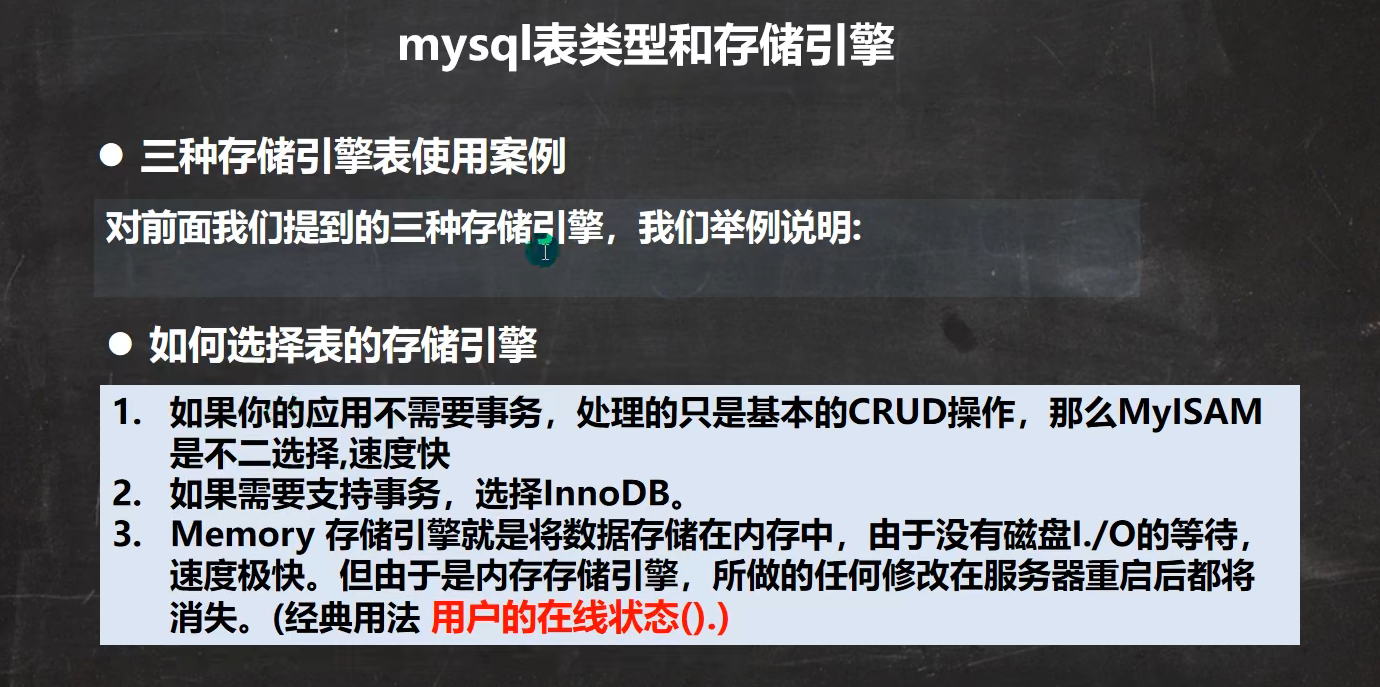 mysql表类型和存储引擎
● 三种存储引擎表使用案例
对前面我们提到的三种存储引擎，我们举例说明:
● 如何选择表的存储引擎
1. 如果你的应用不需要事务，处理的只是基本的CRUD操作，那么MyISAM
是不二选择,速度快
2. 如果需要支持事务，选择InnoDB。
3. Memory 存储引擎就是将数据存储在内存中，由于没有磁盘I./O的等待，
速度极快。但由于是内存存储引擎，所做的任何修改在服务器重启后都将
消失。(经典用法 用户的在线状态().)